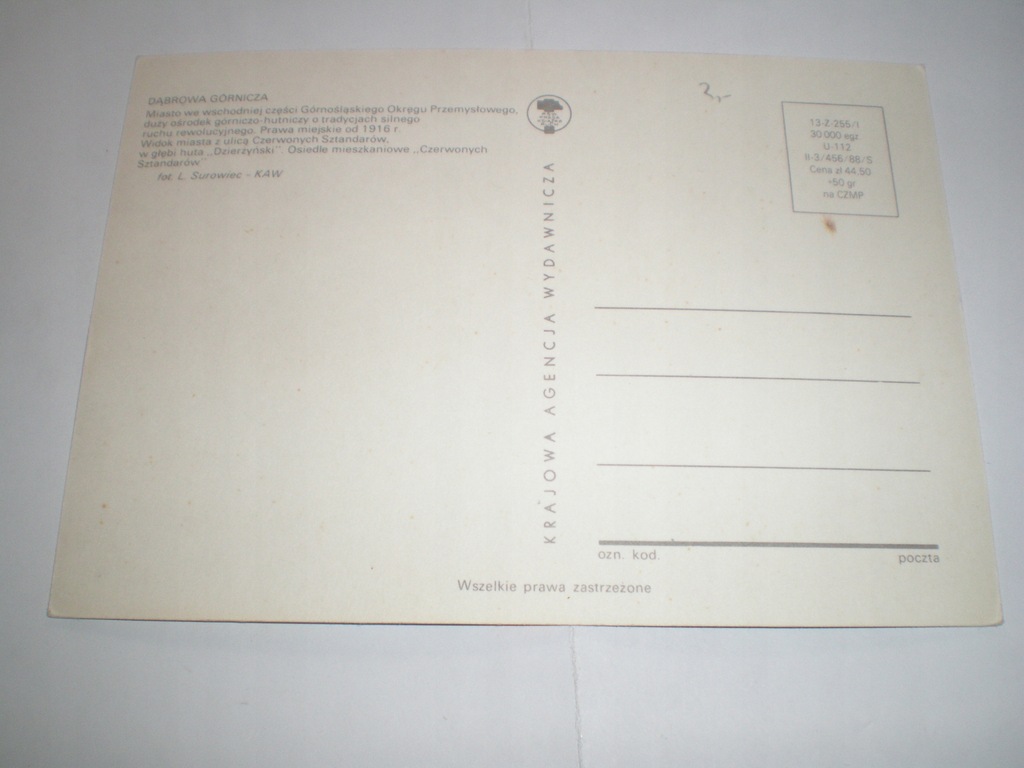 DĄBROWA GÓRNICZA
Miasto we wschodniej części Górnośląskiego Okręgu Przemysłowego,
duży ośrodek górniczo-hutniczy o tradycjach silnego
ruchu rewolucyjnego. Prawa miejskie od 1916 r.
Widok miasta z ulicą Czerwonych Sztandarów,
w głębi huta „Dzierżyński". Osiedle mieszkaniowe „Czerwonych
Sztandarów"
fot. L. Surowiec - KAW
KRAJOWA AGENCJA WYDAWNICZA
3,-
13-Z-255/I
30 000 egz.
U-112
II-3/466/88/S
Cena zł 44,50
+50 gr
na CZMP
ozn. kod.
poczta
Wszelkie prawa zastrzeżone